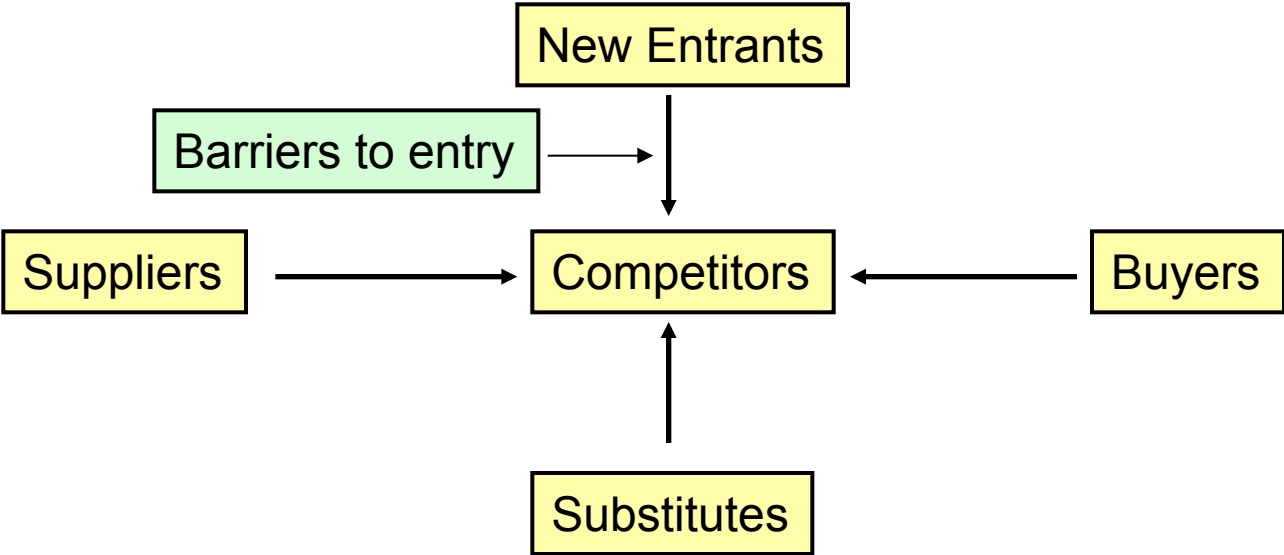 New Entrants
Barriers to entry
Suppliers
Competitors
Buyers
Substitutes